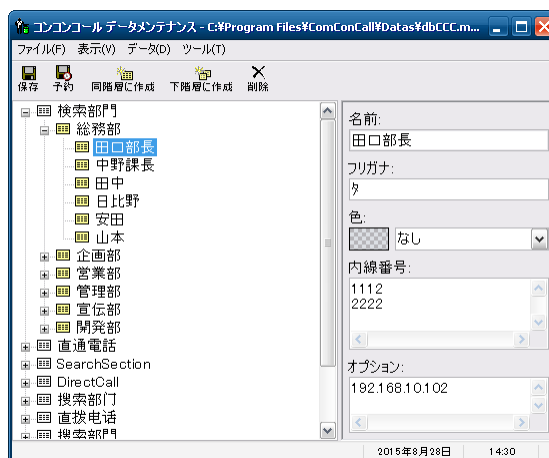 コンコンコール データメンテナンス - C:¥Program Files¥ComConCall¥Datas¥dbCCC.m...
ファイル(F) 表示(V) データ(D) ツール(T)
保存 予約 同階層に作成 下階層に作成 削除
検索部門
総務部
田口部長
中野課長
田中
日比野
安田
山本
企画部
営業部
管理部
宣伝部
開発部
直通電話
SearchSection
DirectCall
搜索部门
直拨电话
搜索部門
名前:
田口部長
フリガナ:
タ
色:
なし
内線番号:
1112
2222
オプション:
192.168.10.102
2015年8月28日 14:30